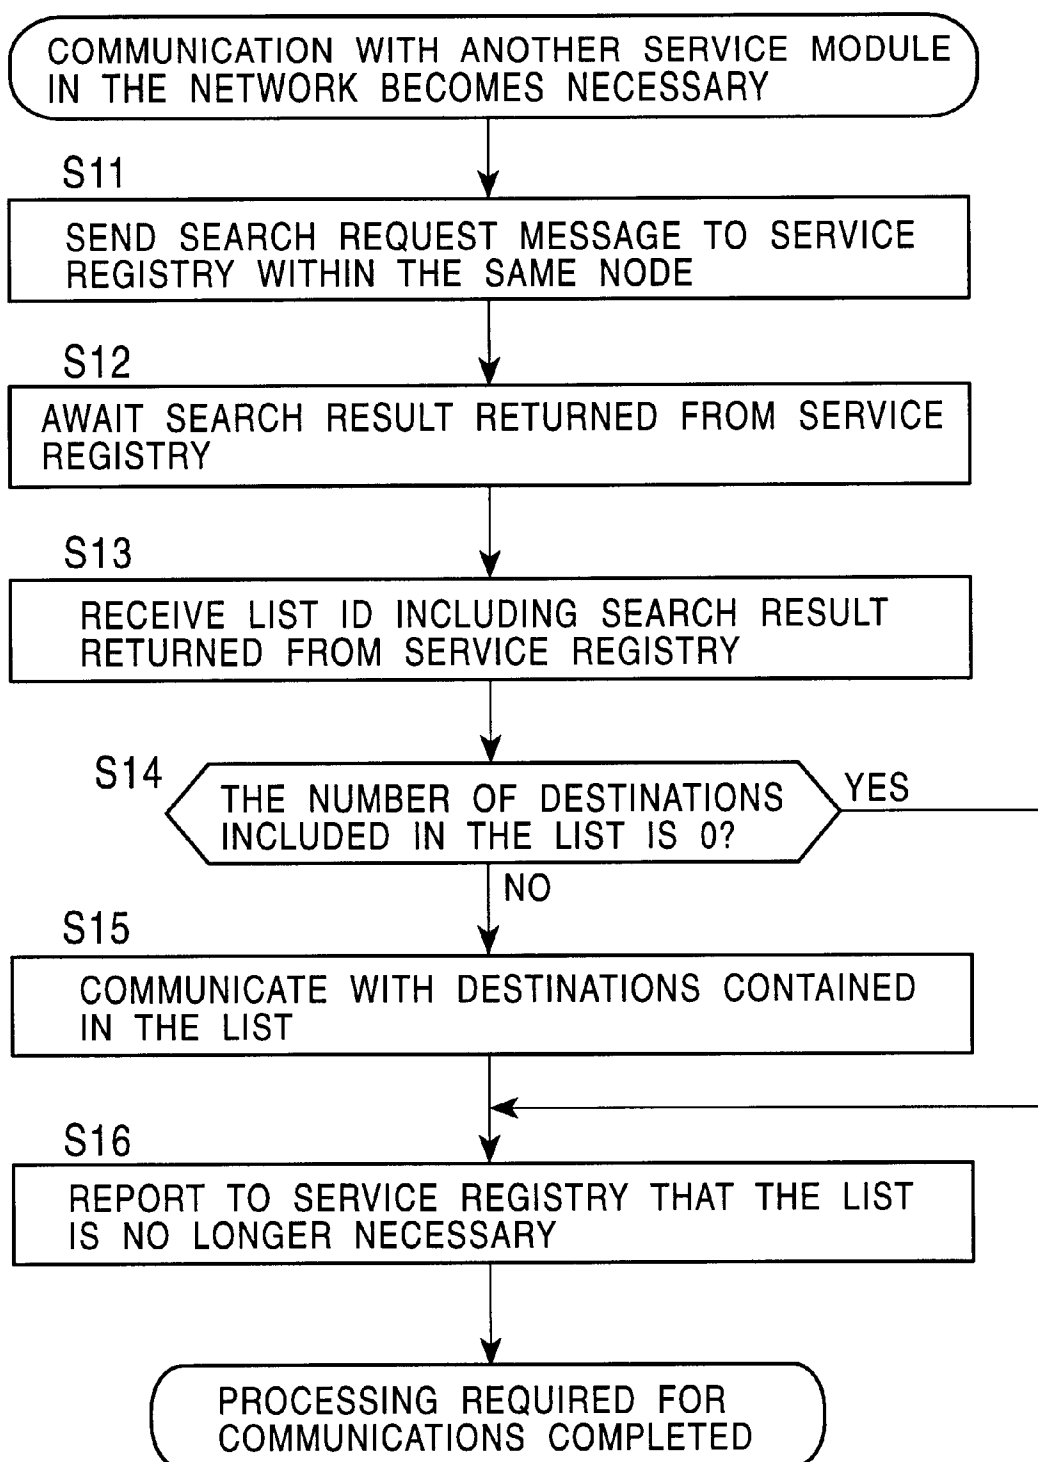 COMMUNICATION WITH ANOTHER SERVICE MODULE
IN THE NETWORK BECOMES NECESSARY
S11
SEND SEARCH REQUEST MESSAGE TO SERVICE
REGISTRY WITHIN THE SAME NODE
S12
AWAIT SEARCH RESULT RETURNED FROM SERVICE
REGISTRY
S13
RECEIVE LIST ID INCLUDING SEARCH RESULT
RETURNED FROM SERVICE REGISTRY
S14
THE NUMBER OF DESTINATIONS
INCLUDED IN THE LIST IS 0?
YES
NO
S15
COMMUNICATE WITH DESTINATIONS CONTAINED
IN THE LIST
S16
REPORT TO SERVICE REGISTRY THAT THE LIST
IS NO LONGER NECESSARY
PROCESSING REQUIRED FOR
COMMUNICATIONS COMPLETED